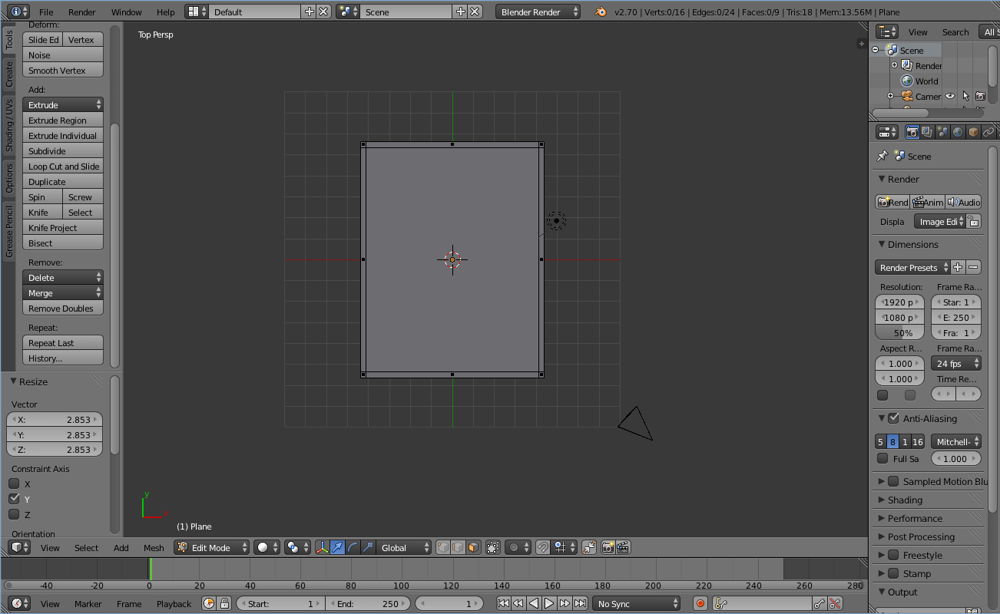 File Render Window Help Default Scene Blender Render v2.70 | Verts:0/16 | Edges:0/24 | Faces:0/9 | Tris:18 | Mem:13.56M | Plane
Tools
Create
Shading / UVs
Options
Grease Pencil
Deform:
Slide Ed Vertex
Noise
Smooth Vertex
Add:
Extrude
Extrude Region
Extrude Individual
Subdivide
Loop Cut and Slide
Duplicate
Spin Screw
Knife Select
Knife Project
Bisect
Remove:
Delete
Merge
Remove Doubles
Repeat:
Repeat Last
History...
Resize
Vector
X: 2.853
Y: 2.853
Z: 2.853
Constraint Axis
X
Y
Z
Orientation
Top Persp
y
x
(1) Plane
View Select Add Mesh Edit Mode Global
-40 -20 0 20 40 60 80 100 120 140 160 180 200 220 240 260 280
View Marker Frame Playback Start: 1 End: 250 1 No Sync
View Search All S
Scene
Render
World
Camer
Scene
Render
Rend Anim Audio
Displa Image Edi
Dimensions
Render Presets
Resolution: Frame Ra...
1920 p Star: 1
1080 p E: 250
50% Fra: 1
Aspect R... Frame Ra...
1.000 24 fps
1.000 Time Re...
Anti-Aliasing
5 8 1 16 Mitchell-
Full Sa 1.000
Sampled Motion Blu
Shading
Performance
Post Processing
Freestyle
Stamp
Output